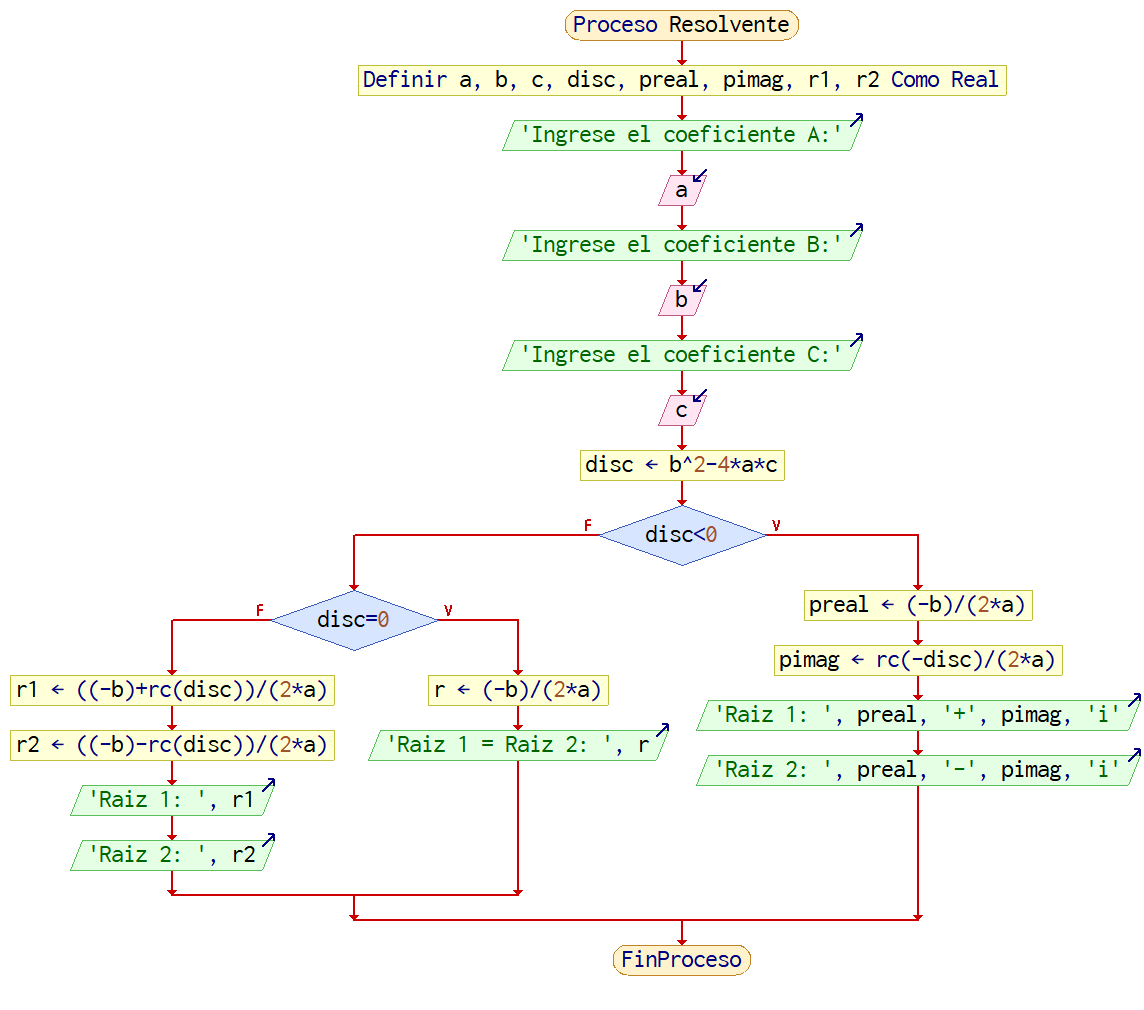 Proceso Resolvente
Definir a, b, c, disc, preal, pimag, r1, r2 Como Real
'Ingrese el coeficiente A:'
a
'Ingrese el coeficiente B:'
b
'Ingrese el coeficiente C:'
c
disc ← b^2-4*a*c
F
disc<0
V
F
disc=0
V
r1 ← ((-b)+rc(disc))/(2*a)
r2 ← ((-b)-rc(disc))/(2*a)
'Raiz 1: ', r1
'Raiz 2: ', r2
r ← (-b)/(2*a)
'Raiz 1 = Raiz 2: ', r
preal ← (-b)/(2*a)
pimag ← rc(-disc)/(2*a)
'Raiz 1: ', preal, '+', pimag, 'i'
'Raiz 2: ', preal, '-', pimag, 'i'
FinProceso